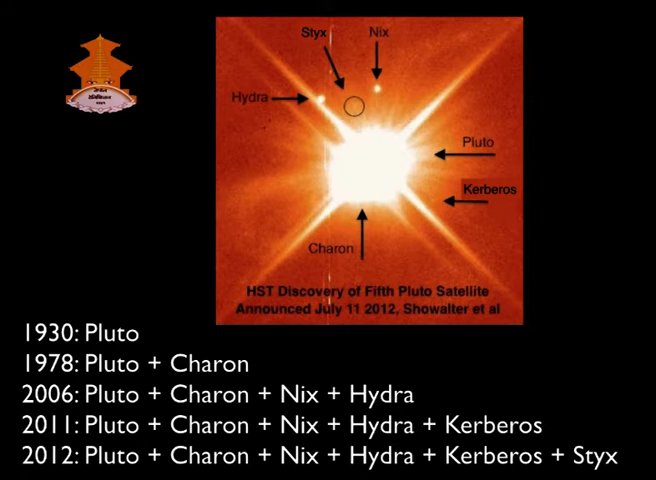 Styx
Nix
Hydra
Pluto
Kerberos
Charon
HST Discovery of Fifth Pluto Satellite
Announced July 11 2012, Showalter et al
1930: Pluto
1978: Pluto + Charon
2006: Pluto + Charon + Nix + Hydra
2011: Pluto + Charon + Nix + Hydra + Kerberos
2012: Pluto + Charon + Nix + Hydra + Kerberos + Styx